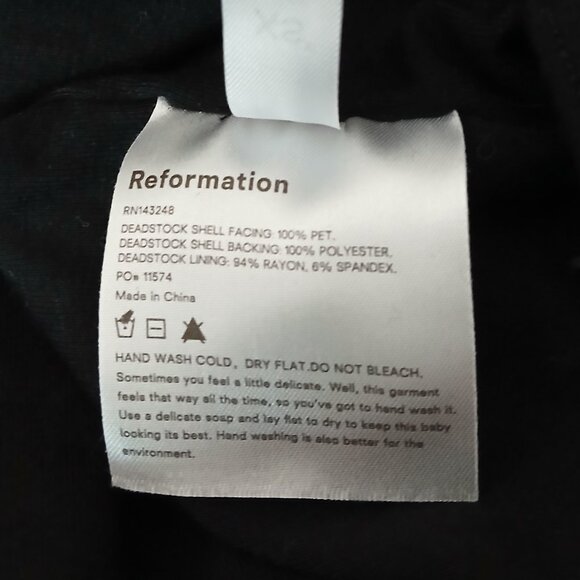 XS
Reformation
RN143248
DEADSTOCK SHELL FACING: 100% PET.
DEADSTOCK SHELL BACKING: 100% POLYESTER.
DEADSTOCK LINING: 94% RAYON, 6% SPANDEX.
PO# 11574
Made in China
HAND WASH COLD, DRY FLAT.DO NOT BLEACH.
Sometimes you feel a little delicate. Well, this garment
feels that way all the time, so you've got to hand wash it.
Use a delicate soap and lay flat to dry to keep this baby
looking its best. Hand washing is also better for the
environment.